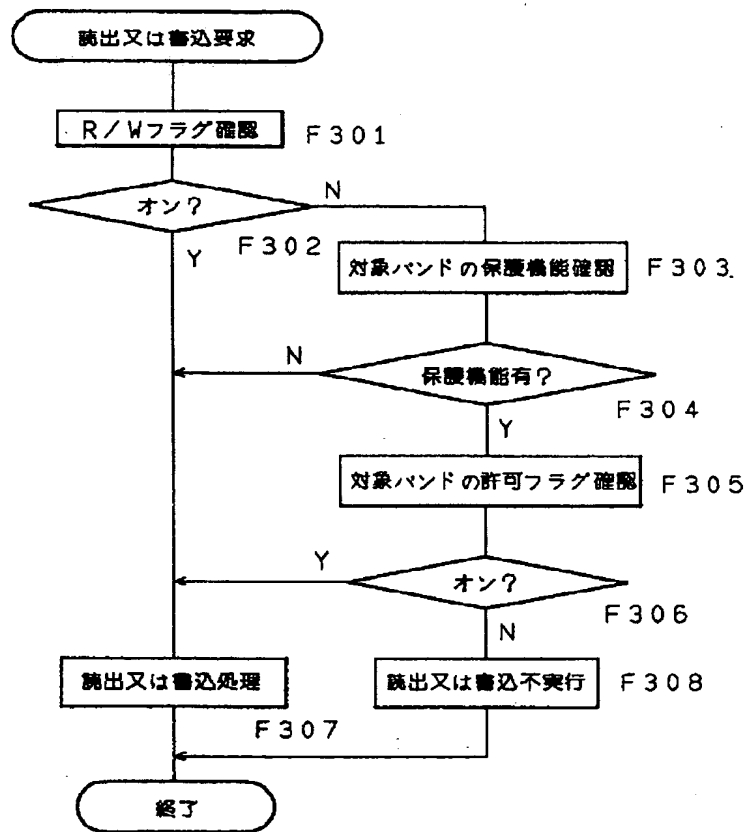 読出又は書込要求
R/Wフラグ確認
F301
オン?
N
F302
Y
対象バンドの保護機能確認
F303
N
保護機能有?
F304
Y
対象バンドの許可フラグ確認
F305
Y
オン?
F306
N
読出又は書込処理
F307
読出又は書込不実行
F308
終了